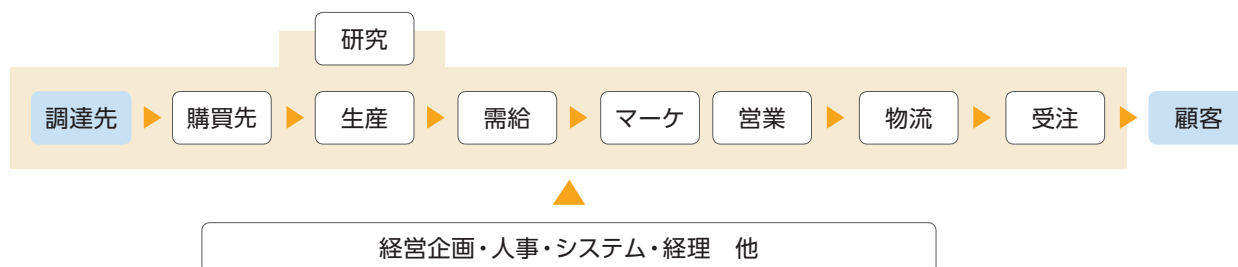 研究
調達先
購買先
生産
需給
マーケ
営業
物流
受注
顧客
経営企画・人事・システム・経理　他